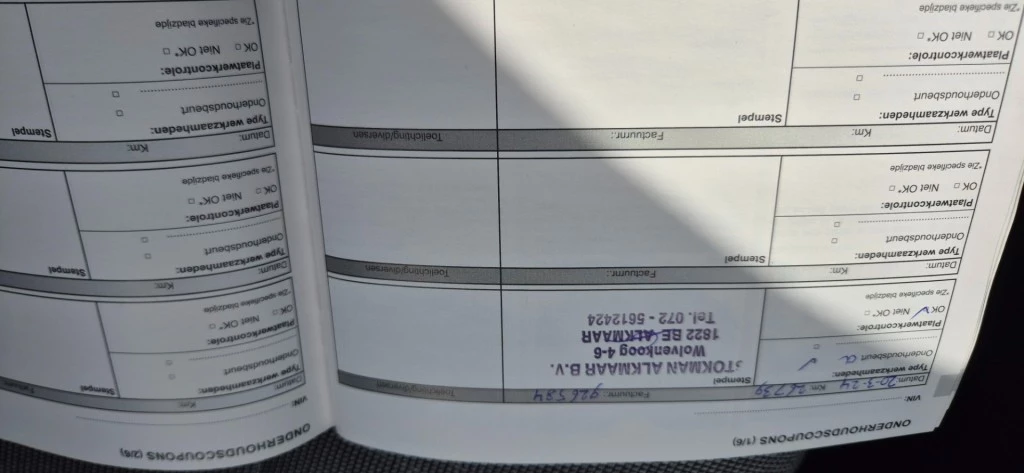 ONDERHOUDSCOUPONS (1/6)
VIN:
Datum: 20-3-24 Km: Factuurnr.: 926584 Toelichting/diversen
Type werkzaamheden: Stempel
Onderhoudsbeurt
STOKMAN ALKMAAR B.V.
Wolvenkoog 4-6
1822 BE ALKMAAR
Tel. 072 - 5612424
Plaatwerkcontrole:
OK Niet OK*
*Zie specifieke bladzijde
Datum: Km: Factuurnr.: Toelichting/diversen
Type werkzaamheden: Stempel
Onderhoudsbeurt
Plaatwerkcontrole:
OK Niet OK*
*Zie specifieke bladzijde
Datum: Km: Factuurnr.: Toelichting/diversen
Type werkzaamheden: Stempel
Onderhoudsbeurt
Plaatwerkcontrole:
OK Niet OK*
*Zie specifieke bladzijde
ONDERHOUDSCOUPONS (2/6)
VIN:
Datum: Km:
Type werkzaamheden: Stempel
Onderhoudsbeurt
Plaatwerkcontrole:
OK Niet OK*
*Zie specifieke bladzijde
Datum: Km:
Type werkzaamheden: Stempel
Onderhoudsbeurt
Plaatwerkcontrole:
OK Niet OK*
*Zie specifieke bladzijde
Datum: Km:
Type werkzaamheden: Stempel
Onderhoudsbeurt
Plaatwerkcontrole:
OK Niet OK*
*Zie specifieke bladzijde